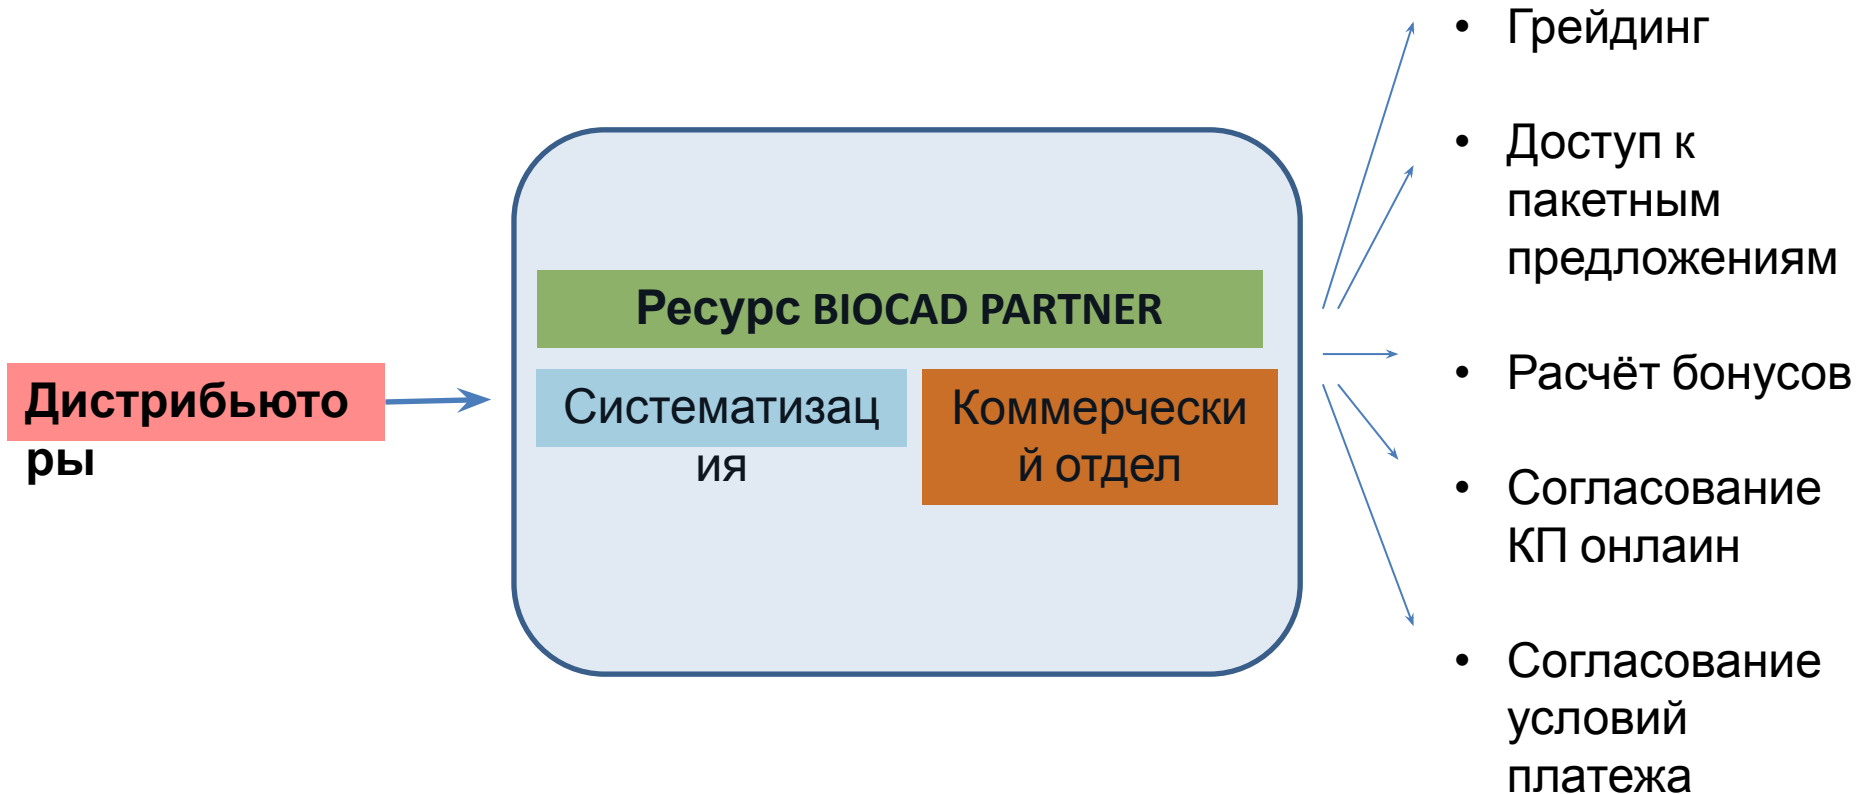 Дистрибьюто
ры
Ресурс BIOCAD PARTNER
Систематизац
ия
Коммерчески
й отдел
• Грейдинг
• Доступ к
пакетным
предложениям
• Расчёт бонусов
• Согласование
КП онлаин
• Согласование
условий
платежа